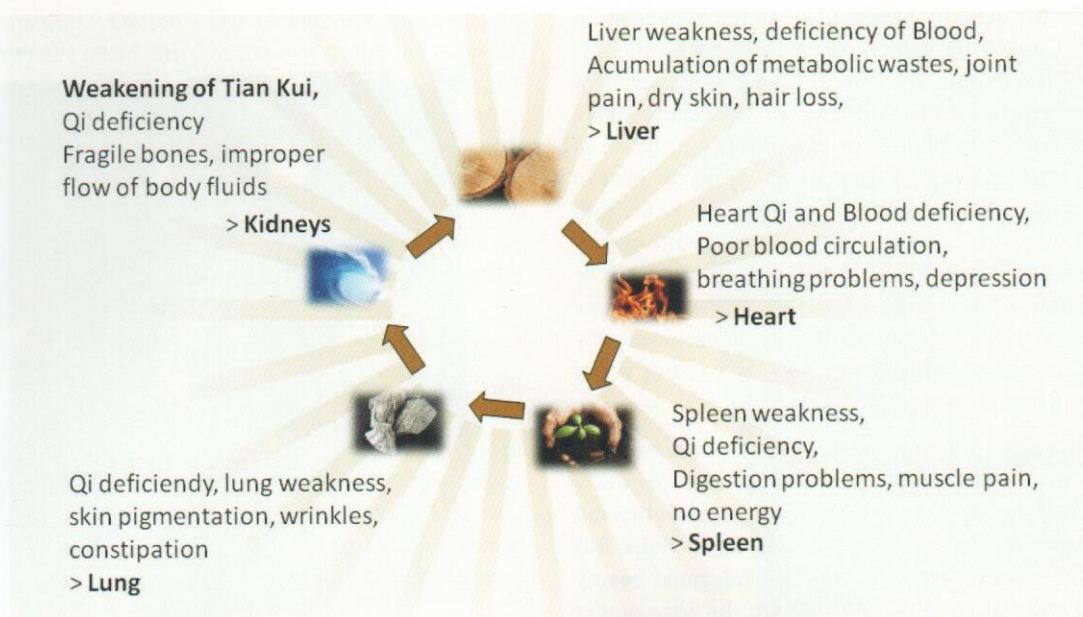 Weakening of Tian Kui,
Qi deficiency
Fragile bones, improper
flow of body fluids
> Kidneys
Liver weakness, deficiency of Blood,
Acumulation of metabolic wastes, joint
pain, dry skin, hair loss,
> Liver
Heart Qi and Blood deficiency,
Poor blood circulation,
breathing problems, depression
> Heart
Spleen weakness,
Qi deficiency,
Digestion problems, muscle pain,
no energy
> Spleen
Qi deficiendy, lung weakness,
skin pigmentation, wrinkles,
constipation
> Lung